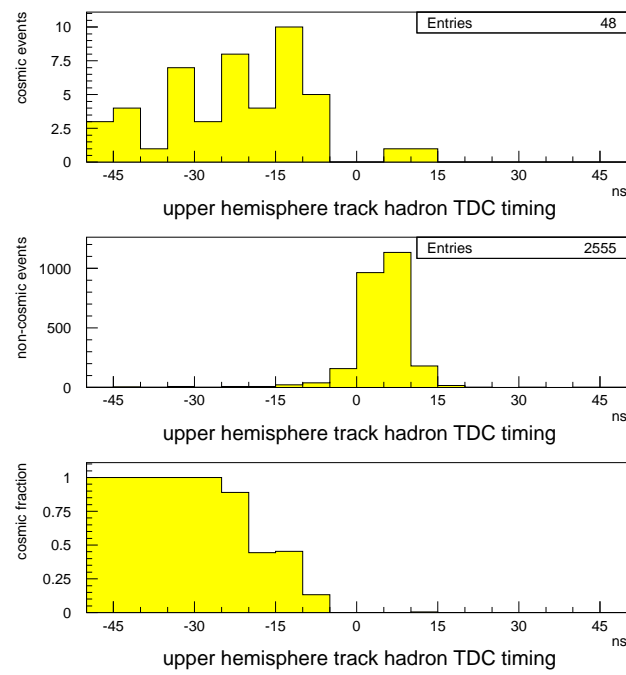 Entries 48
cosmic events
10
7.5
5
2.5
0
-45 -30 -15 0 15 30 45
ns
upper hemisphere track hadron TDC timing
Entries 2555
non-cosmic events
1000
500
0
-45 -30 -15 0 15 30 45
ns
upper hemisphere track hadron TDC timing
cosmic fraction
1
0.75
0.5
0.25
0
-45 -30 -15 0 15 30 45
ns
upper hemisphere track hadron TDC timing